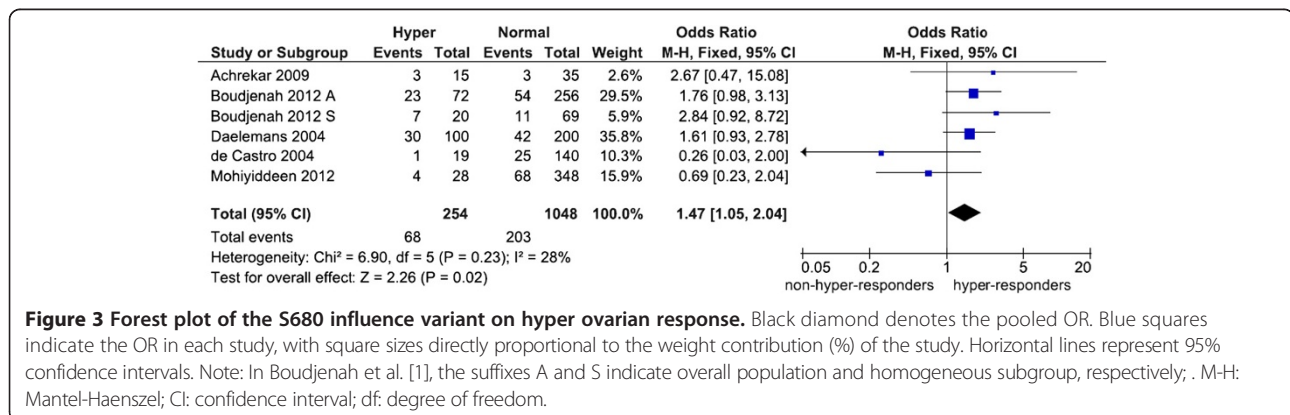 Hyper Normal Odds Ratio Odds Ratio
Study or Subgroup Events Total Events Total Weight M-H, Fixed, 95% CI M-H, Fixed, 95% CI
Achrekar 2009 3 15 3 35 2.6% 2.67 [0.47, 15.08]
Boudjenah 2012 A 23 72 54 256 29.5% 1.76 [0.98, 3.13]
Boudjenah 2012 S 7 20 11 69 5.9% 2.84 [0.92, 8.72]
Daelemans 2004 30 100 42 200 35.8% 1.61 [0.93, 2.78]
de Castro 2004 1 19 25 140 10.3% 0.26 [0.03, 2.00]
Mohiyiddeen 2012 4 28 68 348 15.9% 0.69 [0.23, 2.04]
Total (95% CI) 254 1048 100.0% 1.47 [1.05, 2.04]
Total events 68 203
Heterogeneity: Chi² = 6.90, df = 5 (P = 0.23); I² = 28%
Test for overall effect: Z = 2.26 (P = 0.02)
0.05 0.2 1 5 20
non-hyper-responders hyper-responders
Figure 3 Forest plot of the S680 influence variant on hyper ovarian response. Black diamond denotes the pooled OR. Blue squares
indicate the OR in each study, with square sizes directly proportional to the weight contribution (%) of the study. Horizontal lines represent 95%
confidence intervals. Note: In Boudjenah et al. [1], the suffixes A and S indicate overall population and homogeneous subgroup, respectively; . M-H:
Mantel-Haenszel; CI: confidence interval; df: degree of freedom.